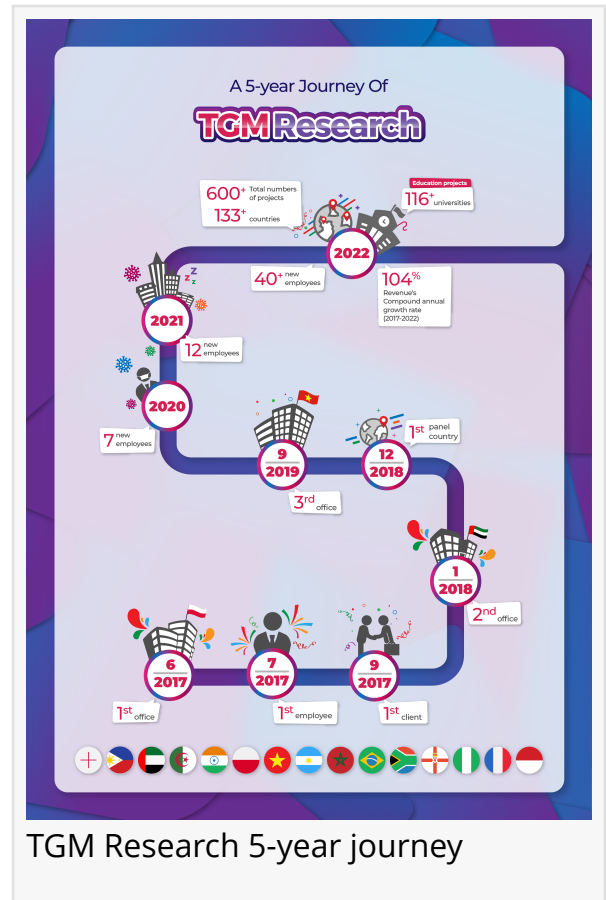 A 5-year Journey Of
TGM Research
600+ Total numbers
of projects
133+ countries
Education projects
116+ universities
2022
40+ new
employees
104%
Revenue's
Compound annual
growth rate
(2017-2022)
z z z
2021
12 new
employees
2020
7 new
employees
9
2019
3rd office
12
2018
1st panel
country
1
2018
2nd office
6
2017
1st office
7
2017
1st employee
9
2017
1st client
TGM Research 5-year journey